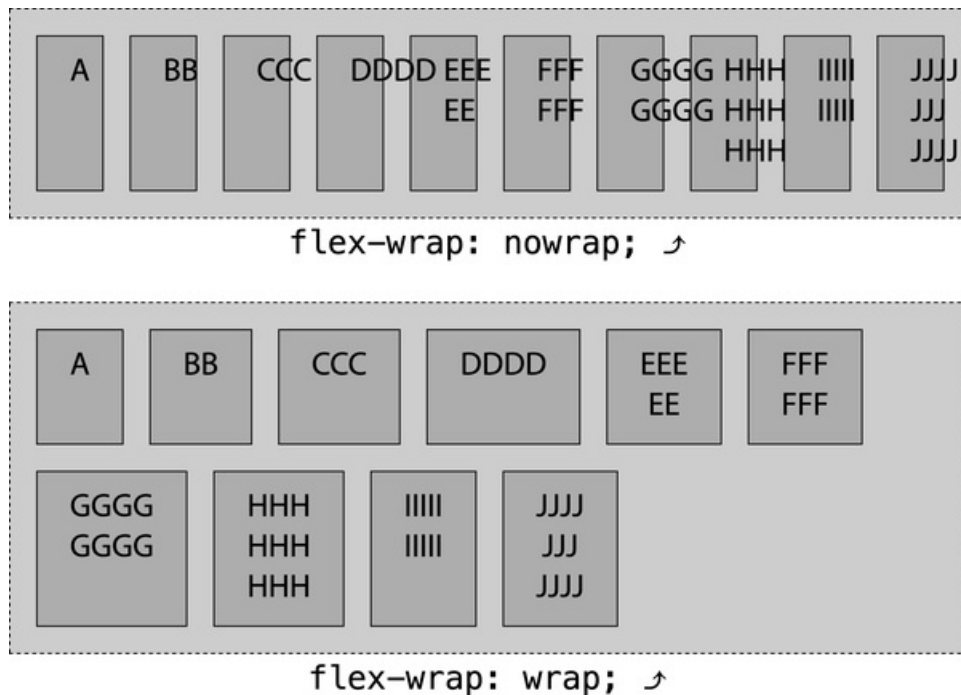 A BB CCC DDDD EEE FFF GGGG HHH IIIII JJJJ
EE FFF GGGG HHH IIIII JJJ
HHH JJJJ
flex-wrap: nowrap; ⤴
A BB CCC DDDD EEE FFF
EE FFF
GGGG HHH IIIII JJJJ
GGGG HHH IIIII JJJ
HHH JJJJ
flex-wrap: wrap; ⤴